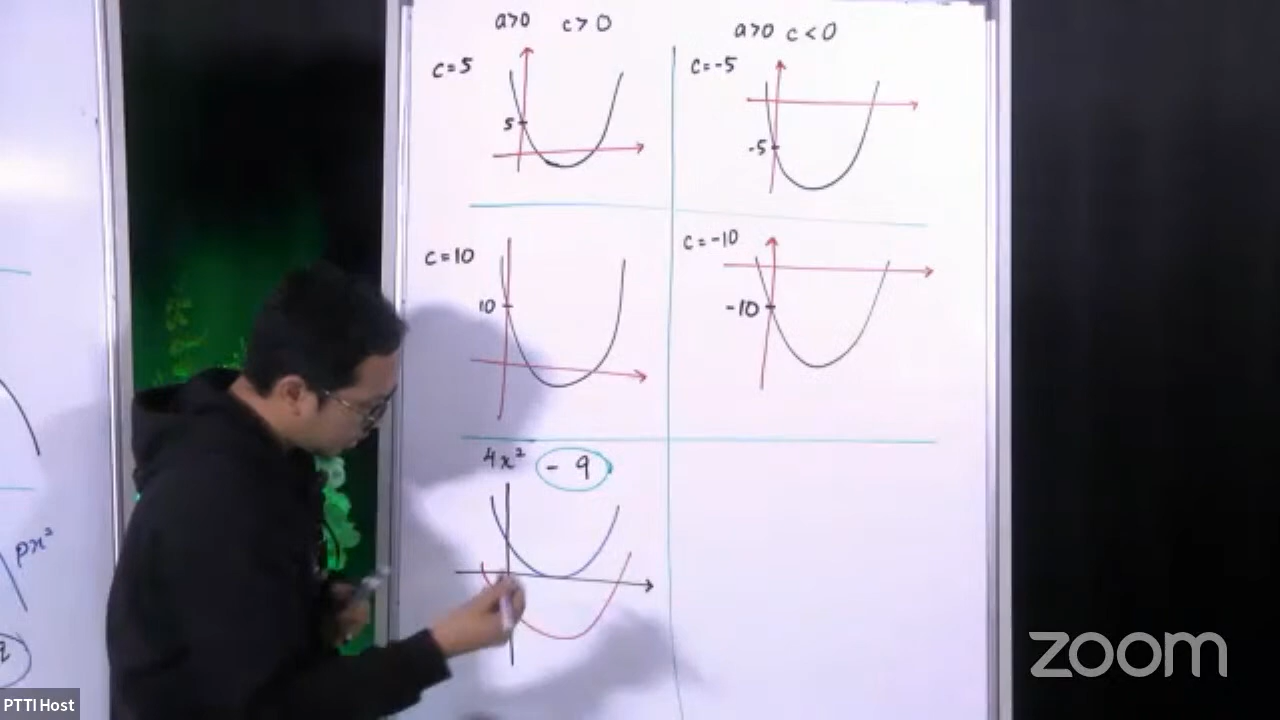 a>0 c>0
a>0 c<0
c=5
5
c=-5
-5
c=10
10
c=-10
-10
4x² - 9
px²
PTTI Host
zoom